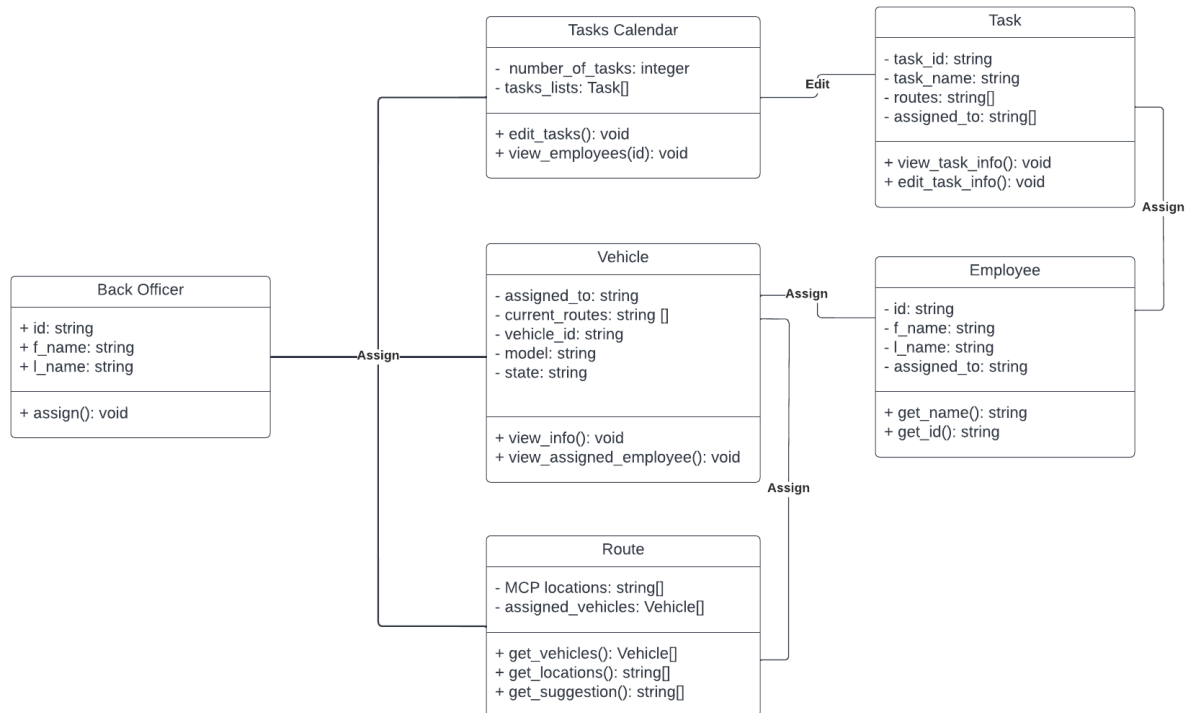 Tasks Calendar
- number_of_tasks: integer
- tasks_lists: Task[]
+ edit_tasks(): void
+ view_employees(id): void
Edit
Task
- task_id: string
- task_name: string
- routes: string[]
- assigned_to: string[]
+ view_task_info(): void
+ edit_task_info(): void
Assign
Back Officer
+ id: string
+ f_name: string
+ l_name: string
+ assign(): void
Assign
Vehicle
- assigned_to: string
- current_routes: string []
- vehicle_id: string
- model: string
- state: string
+ view_info(): void
+ view_assigned_employee(): void
Assign
Employee
- id: string
- f_name: string
- l_name: string
- assigned_to: string
+ get_name(): string
+ get_id(): string
Assign
Route
- MCP locations: string[]
- assigned_vehicles: Vehicle[]
+ get_vehicles(): Vehicle[]
+ get_locations(): string[]
+ get_suggestion(): string[]